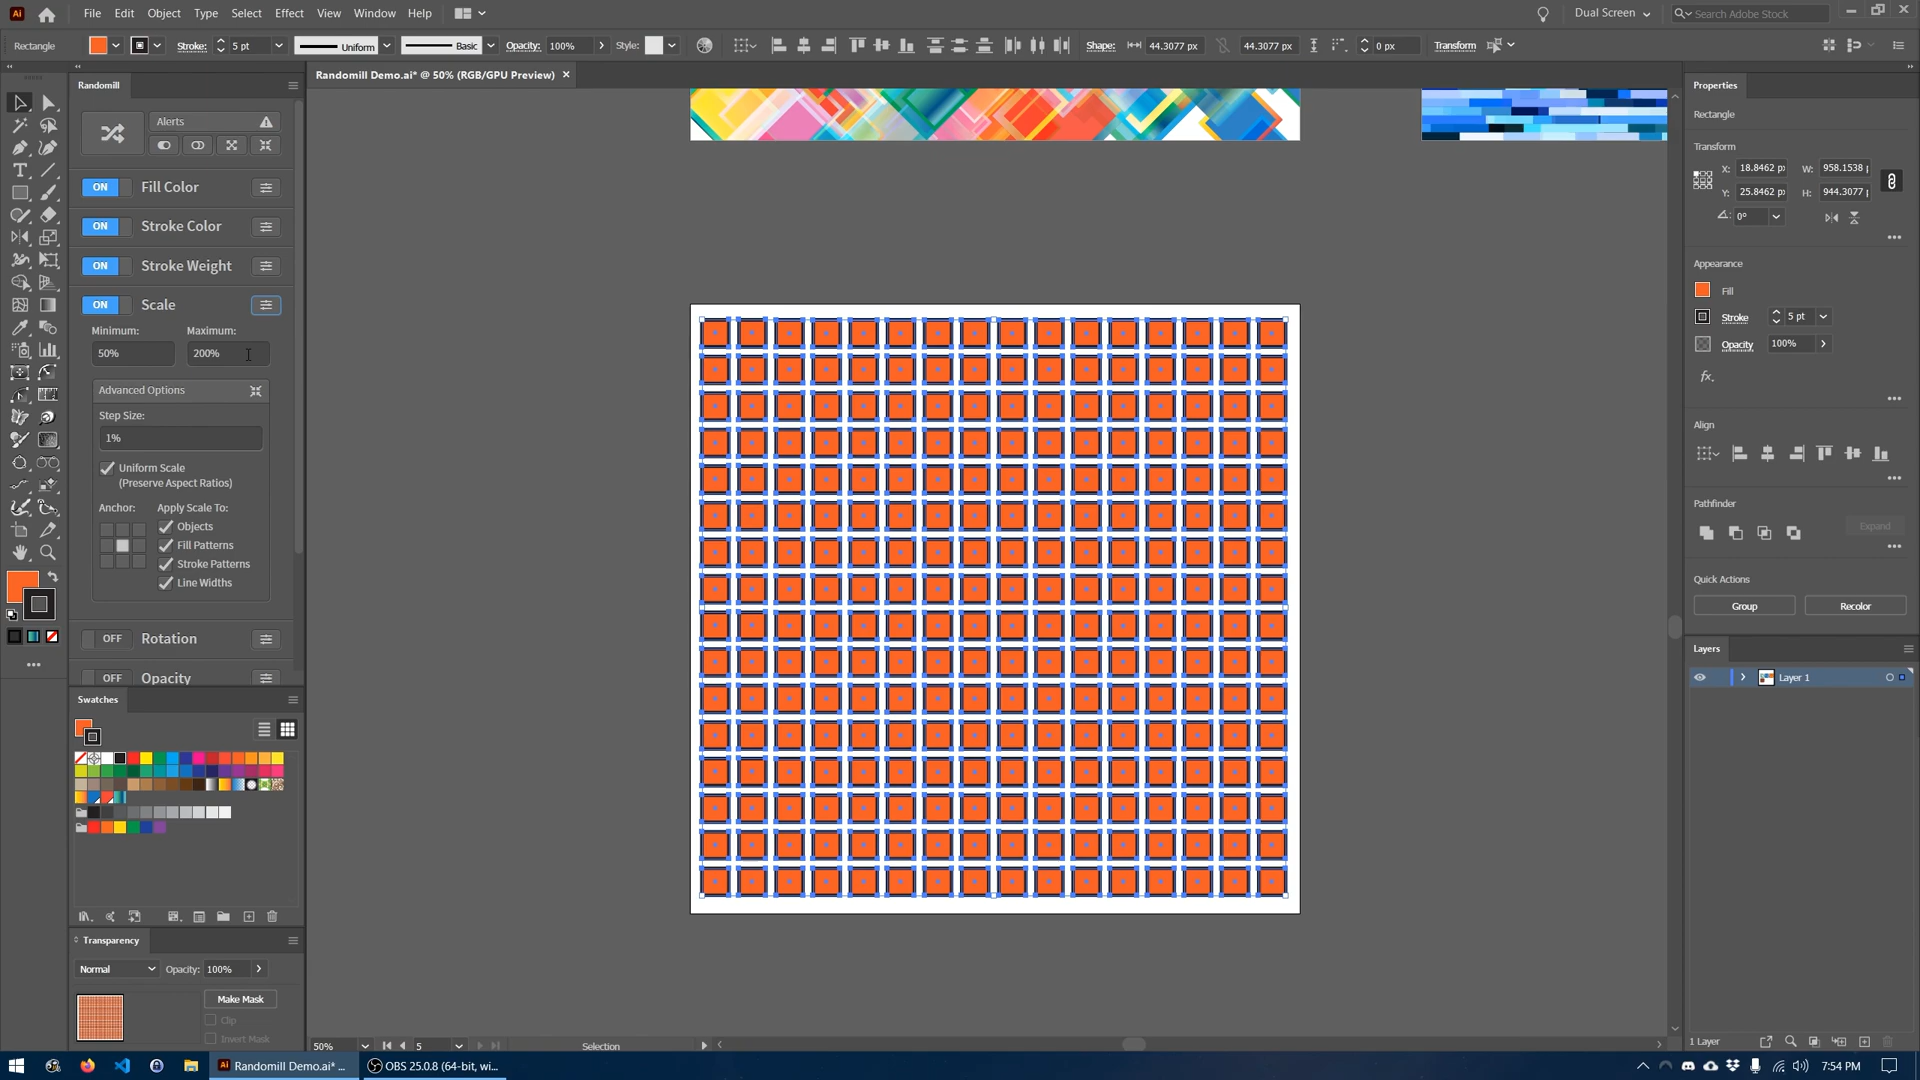 Ai File Edit Object Type Select Effect View Window Help Dual Screen Search Adobe Stock
Rectangle Stroke: 5 pt Uniform Basic Opacity: 100% Style: Shape: 44.3077 px 44.3077 px 0 px Transform
Randomill
Randomill Demo.ai* @ 50% (RGB/GPU Preview) ×
Alerts
ON Fill Color
ON Stroke Color
ON Stroke Weight
ON Scale
Minimum: Maximum:
50% 200%
Advanced Options
Step Size:
1%
Uniform Scale
(Preserve Aspect Ratios)
Anchor: Apply Scale To:
Objects
Fill Patterns
Stroke Patterns
Line Widths
OFF Rotation
OFF Opacity
Swatches
Transparency
Normal Opacity: 100%
Make Mask
Clip
Invert Mask
50% 5 Selection
Properties
Rectangle
Transform
X: 18.8462 px W: 958.1538 p
Y: 25.8462 px H: 944.3077 p
0°
Appearance
Fill
Stroke 5 pt
Opacity 100%
fx.
Align
Pathfinder
Expand
Quick Actions
Group Recolor
Layers
Layer 1
1 Layer
Ai Randomill Demo.ai* ... OBS 25.0.8 (64-bit, wi... 7:54 PM